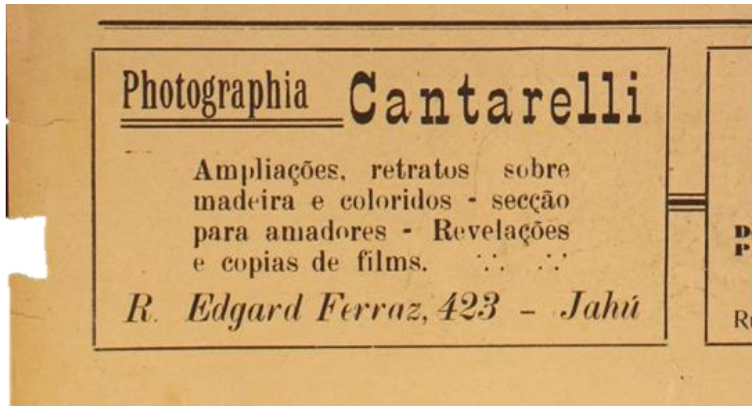 Photographia Cantarelli
Ampliações, retratos sobre
madeira e coloridos - secção
para amadores - Revelações
e copias de films.
R. Edgard Ferraz, 423 - Jahú